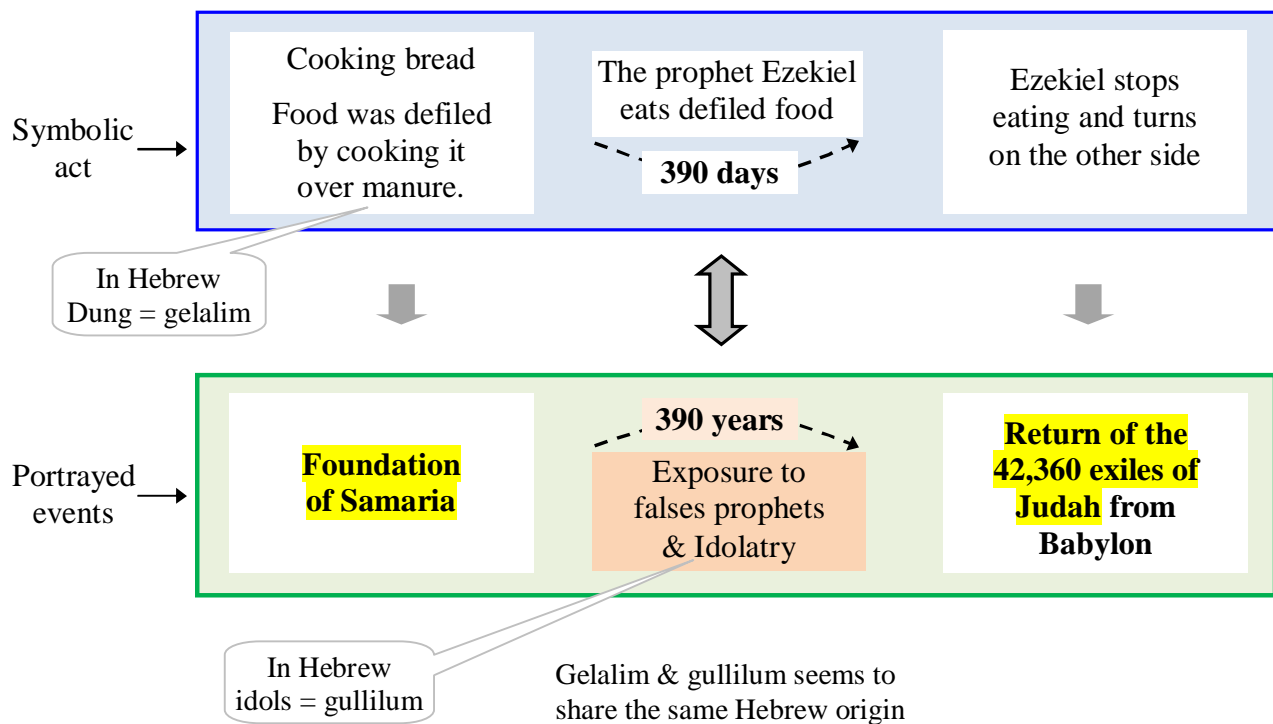 Symbolic
act
Cooking bread
Food was defiled
by cooking it
over manure.
The prophet Ezekiel
eats defiled food
390 days
Ezekiel stops
eating and turns
on the other side
In Hebrew
Dung = gelalim
Portrayed
events
Foundation
of Samaria
390 years
Exposure to
falses prophets
& Idolatry
Return of the
42,360 exiles of
Judah from
Babylon
In Hebrew
idols = gullilum
Gelalim & gullilum seems to
share the same Hebrew origin